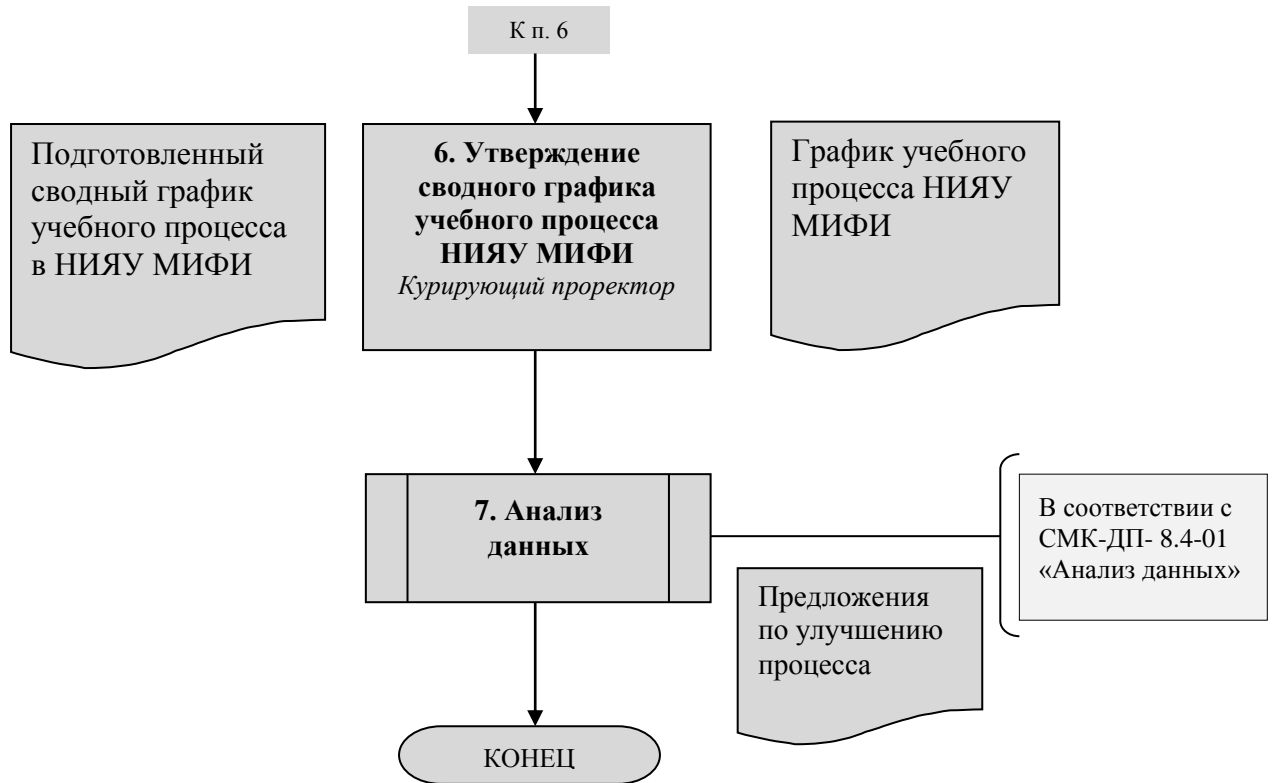 К п. 6
Подготовленный
сводный график
учебного процесса
в НИЯУ МИФИ
6. Утверждение
сводного графика
учебного процесса
НИЯУ МИФИ
Курирующий проректор
График учебного
процесса НИЯУ
МИФИ
7. Анализ
данных
В соответствии с
СМК-ДП- 8.4-01
«Анализ данных»
Предложения
по улучшению
процесса
КОНЕЦ